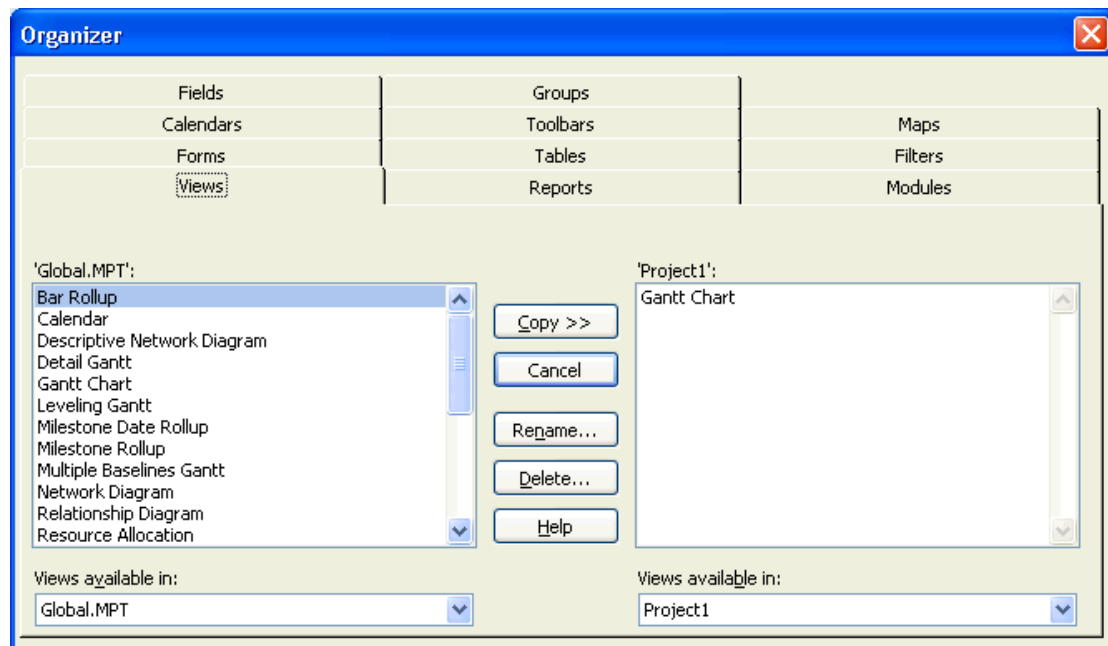 Organizer
Fields Groups
Calendars Toolbars Maps
Forms Tables Filters
Views Reports Modules
'Global.MPT': 'Project1':
Bar Rollup
Calendar
Descriptive Network Diagram
Detail Gantt
Gantt Chart
Leveling Gantt
Milestone Date Rollup
Milestone Rollup
Multiple Baselines Gantt
Network Diagram
Relationship Diagram
Resource Allocation
Copy >>
Cancel
Rename...
Delete...
Help
Gantt Chart
Views available in: Views available in:
Global.MPT Project1